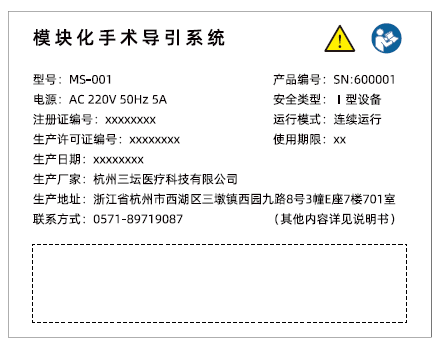 模块化手术导引系统
型号：MS-001 产品编号：SN:600001
电源：AC 220V 50Hz 5A 安全类型：Ⅰ型设备
注册证编号：xxxxxxxx 运行模式：连续运行
生产许可证编号：xxxxxxxx 使用期限：xx
生产日期：xxxxxxxx
生产厂家：杭州三坛医疗科技有限公司
生产地址：浙江省杭州市西湖区三墩镇西园九路8号3幢E座7楼701室
联系方式：0571-89719087 （其他内容详见说明书）